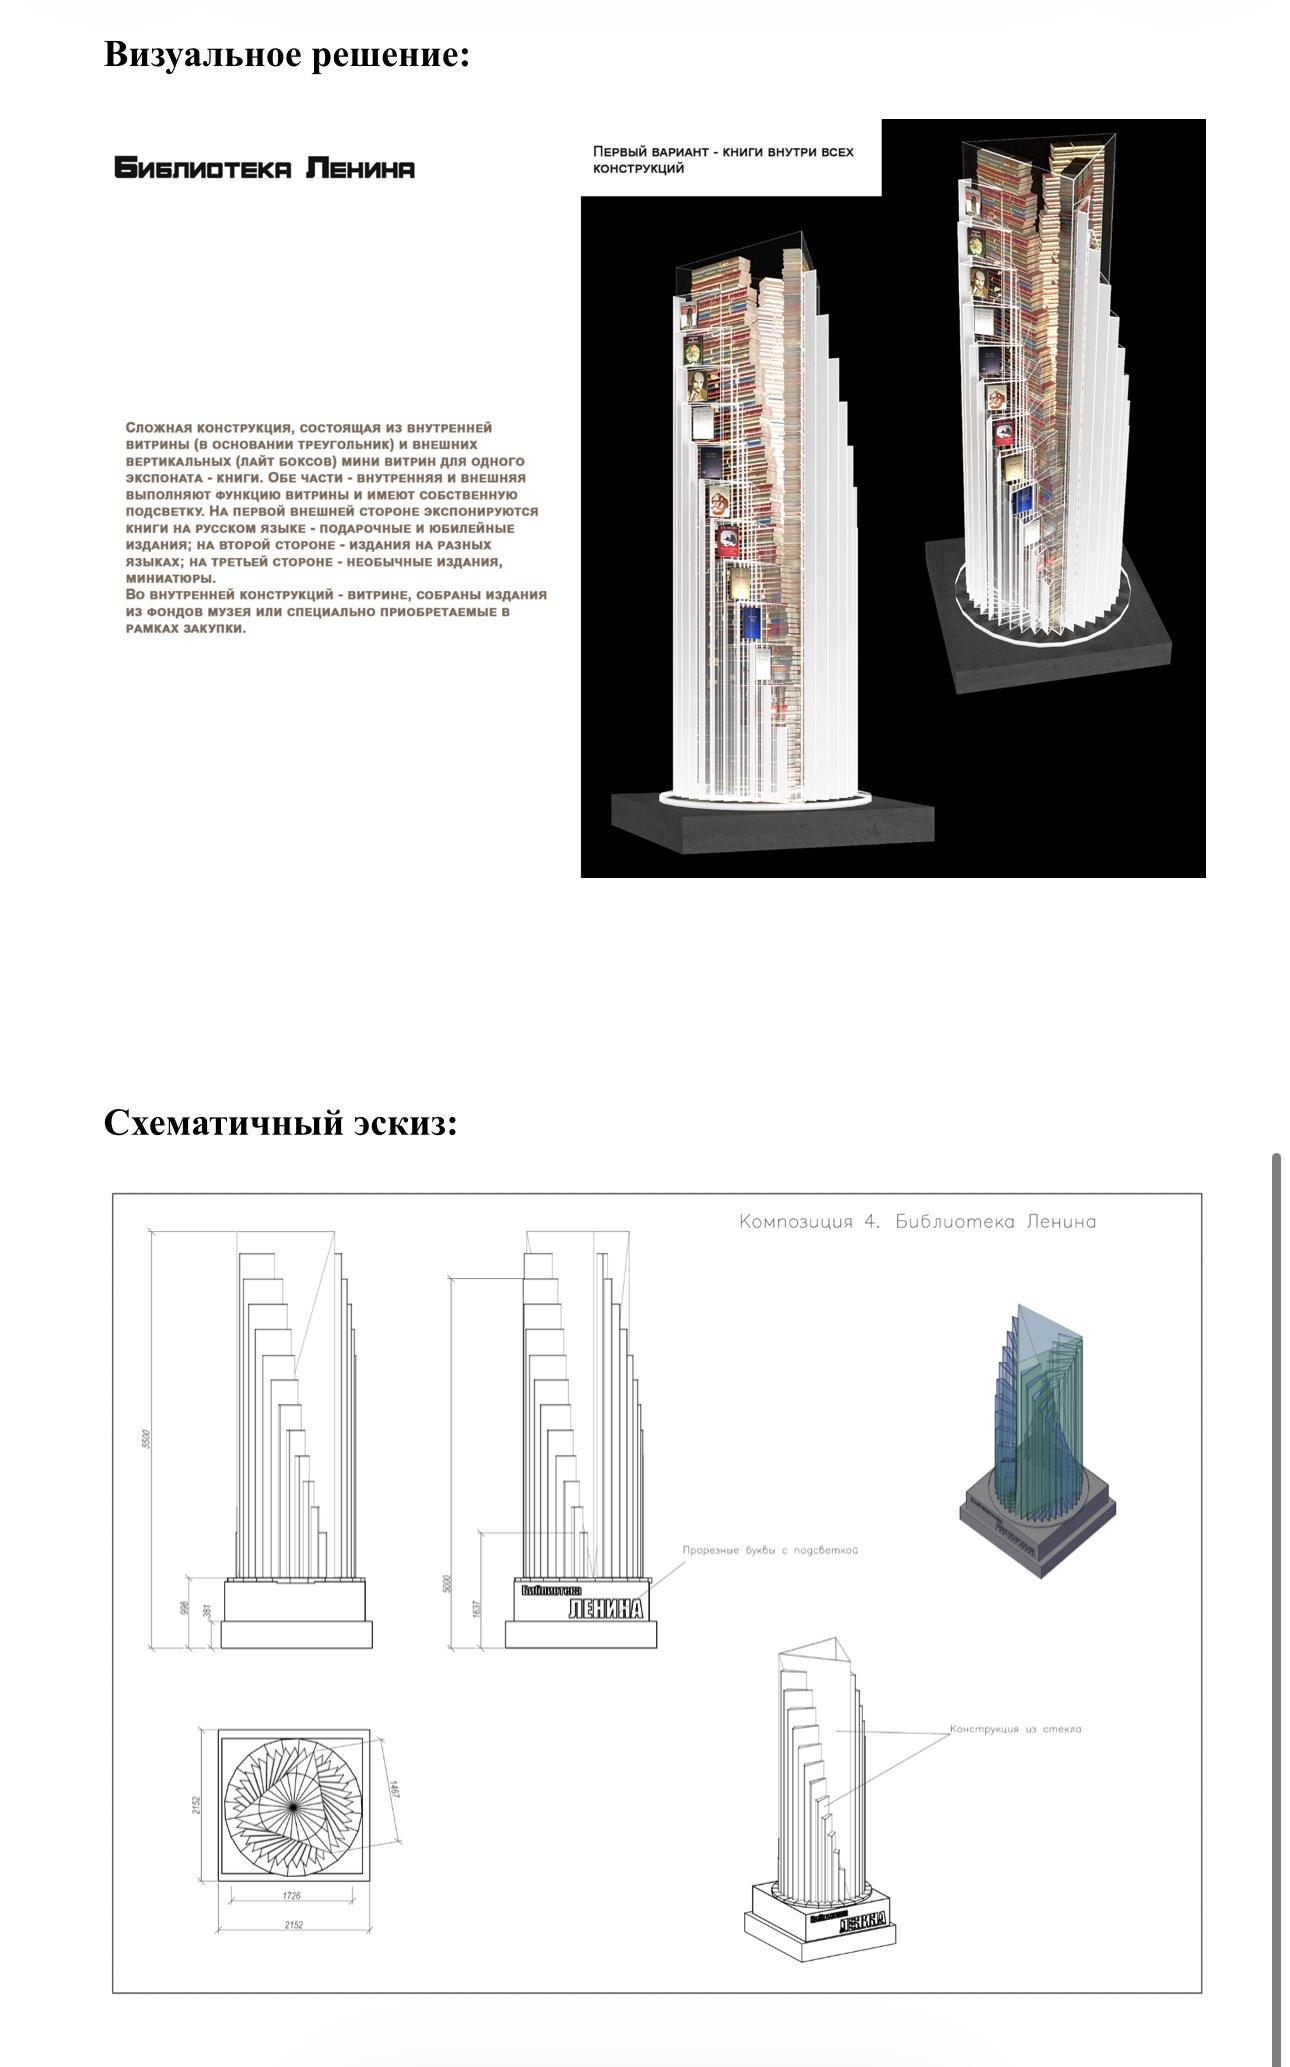 Визуальное решение:
Библиотека Ленина
Первый вариант - книги внутри всех
конструкций
Сложная конструкция, состоящая из внутренней
витрины (в основании треугольник) и внешних
вертикальных (лайт боксов) мини витрин для одного
экспоната - книги. Обе части - внутренняя и внешняя
выполняют функцию витрины и имеют собственную
подсветку. На первой внешней стороне экспонируются
книги на русском языке - подарочные и юбилейные
издания; на второй стороне - издания на разных
языках; на третьей стороне - необычные издания,
миниатюры.
Во внутренней конструкций - витрине, собраны издания
из фондов музея или специально приобретаемые в
рамках закупки.
Схематичный эскиз:
Композиция 4. Библиотека Ленина
5500
998
381
5000
1637
Прорезные буквы с подсветкой
Библиотека
ЛЕНИНА
Конструкция из стекла
2152
1467
1726
2152
Библиотека
ЛЕНИНА